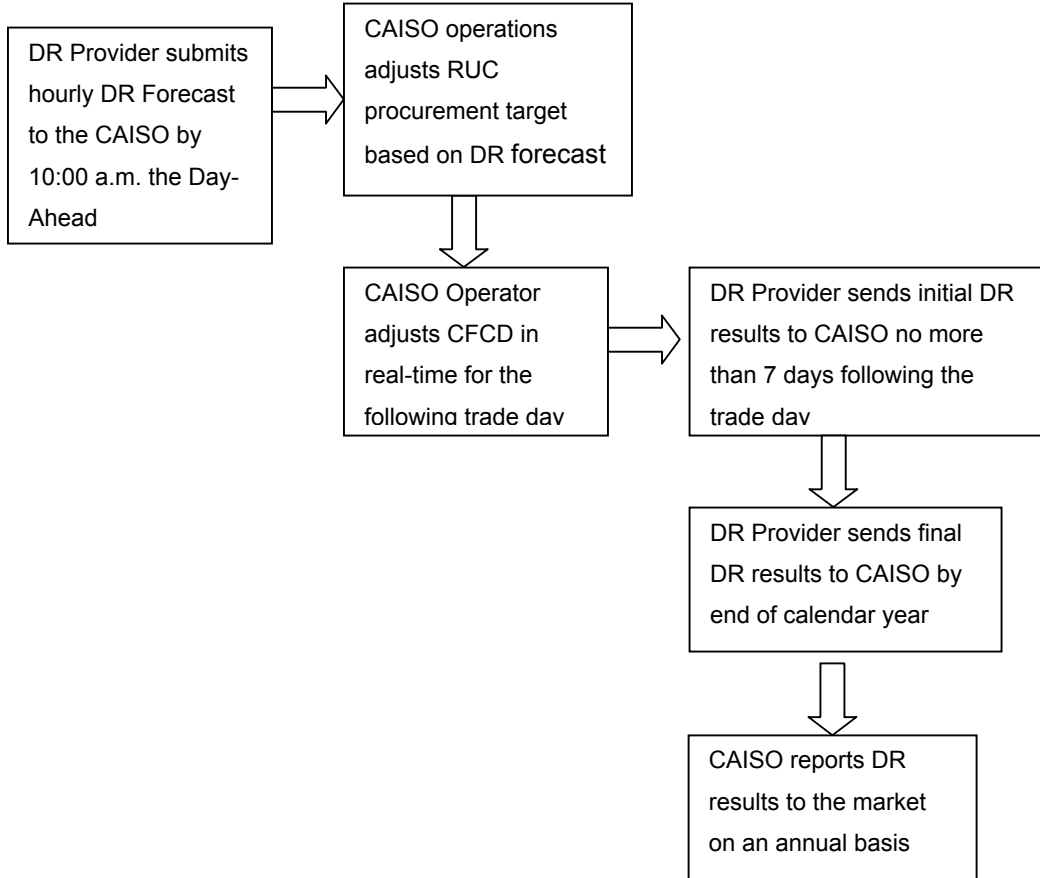 DR Provider submits
hourly DR Forecast
to the CAISO by
10:00 a.m. the Day-
Ahead
CAISO operations
adjusts RUC
procurement target
based on DR forecast
CAISO Operator
adjusts CFCD in
real-time for the
following trade day
DR Provider sends initial DR
results to CAISO no more
than 7 days following the
trade day
DR Provider sends final
DR results to CAISO by
end of calendar year
CAISO reports DR
results to the market
on an annual basis